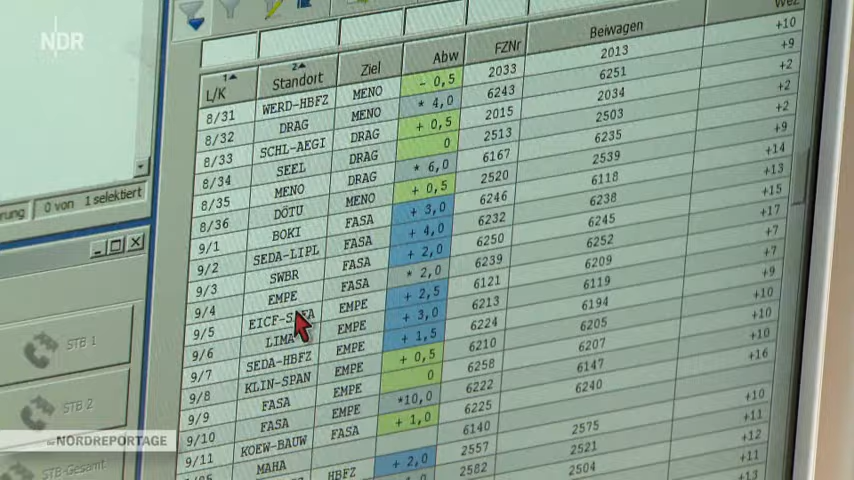 NDR
1 2
L/K Standort Ziel Abw FZNr Beiwagen Wez
8/31 WERD-HBFZ MENO - 0,5 2033 2013 +10
8/32 DRAG MENO * 4,0 6243 6251 +9
8/33 SCHL-AEGI DRAG + 0,5 2015 2034 +2
8/34 SEEL DRAG 0 2513 2503 +2
8/35 MENO DRAG * 6,0 6167 6235 +2
8/36 DÖTU MENO + 0,5 2520 2539 +9
9/1 BOKI FASA + 3,0 6246 6118 +14
9/2 SEDA-LIPL FASA + 4,0 6232 6238 +13
9/3 SWBR FASA + 2,0 6250 6245 +15
9/4 EMPE FASA * 2,0 6239 6252 +17
9/5 EMPE + 2,5 6121 6209 +7
9/6 LIMA EMPE + 3,0 6213 6119 +7
9/7 SEDA-HBFZ EMPE + 1,5 6224 6194 +9
9/8 KLIN-SPAN EMPE + 0,5 6210 6205 +10
9/9 FASA EMPE 0 6258 6207 +10
9/10 FASA EMPE *10,0 6222 6147 +10
9/11 KOEW-BAUW FASA + 1,0 6225 6240 +16
MAHA 6140 +10
HBFZ + 2,0 2557 2575 +11
2582 2521 +12
2504 +13
0 von 1 selektiert
STB 1
STB 2
STB-Gesamt
die NORDREPORTAGE